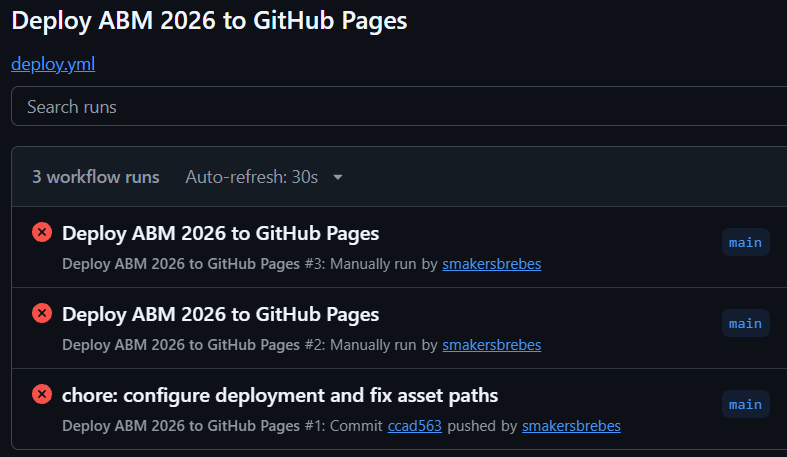 Deploy ABM 2026 to GitHub Pages
deploy.yml
Search runs
3 workflow runs Auto-refresh: 30s
Deploy ABM 2026 to GitHub Pages
main
Deploy ABM 2026 to GitHub Pages #3: Manually run by smakersbrebes
Deploy ABM 2026 to GitHub Pages
main
Deploy ABM 2026 to GitHub Pages #2: Manually run by smakersbrebes
chore: configure deployment and fix asset paths
main
Deploy ABM 2026 to GitHub Pages #1: Commit ccad563 pushed by smakersbrebes